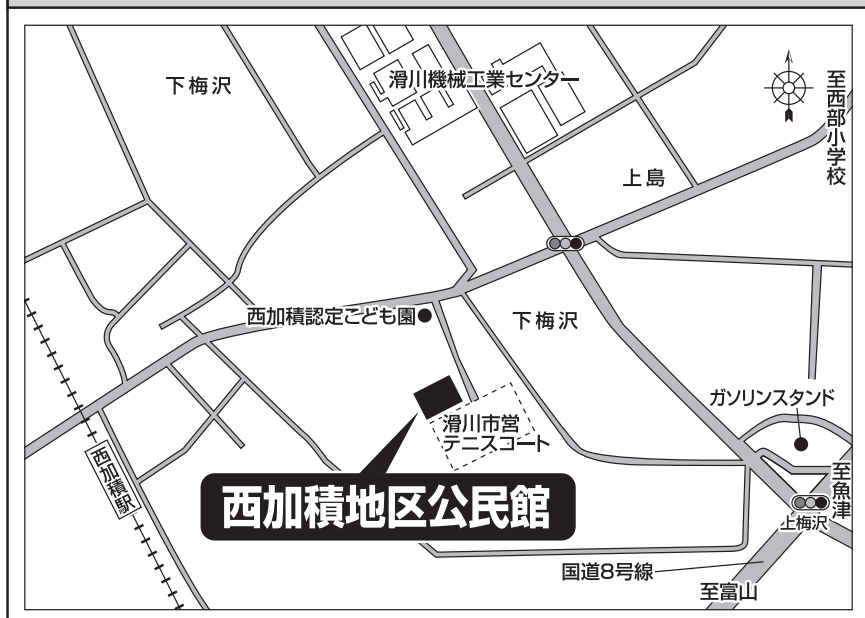 下梅沢
滑川機械工業センター
至西部小学校
上島
西加積認定こども園
下梅沢
ガソリンスタンド
滑川市営
テニスコート
西加積駅
西加積地区公民館
至魚津
上梅沢
国道8号線
至富山